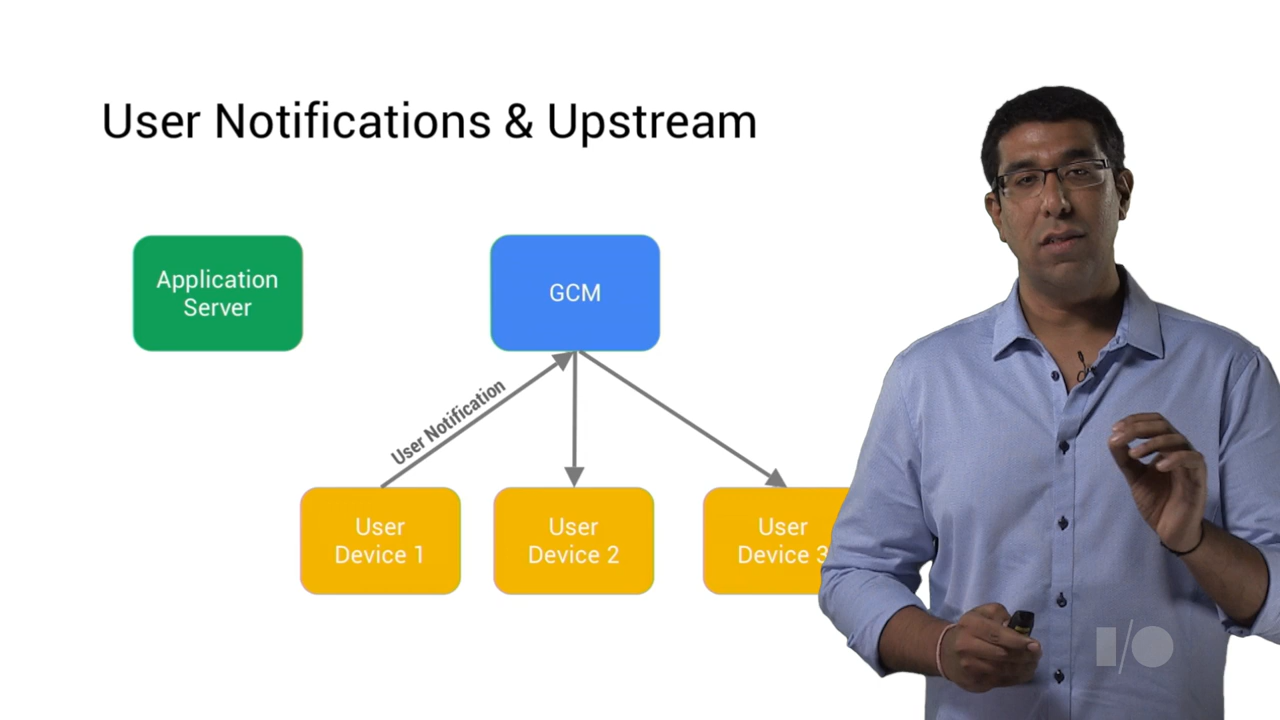 User Notifications & Upstream
Application
Server
GCM
User Notification
User
Device 1
User
Device 2
User
Device 3
I/O